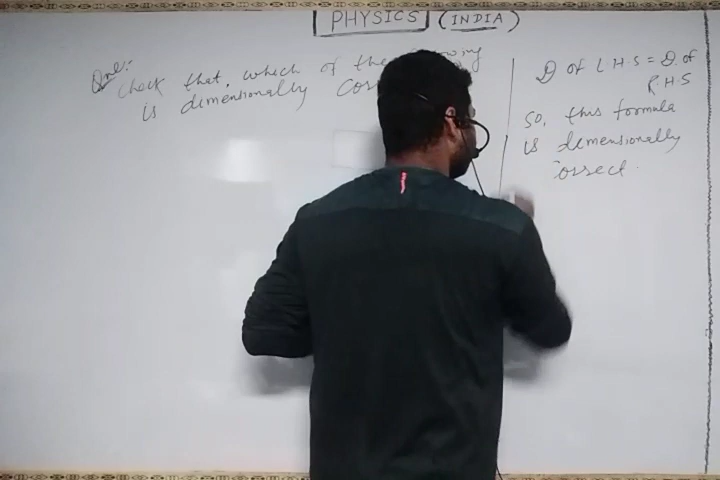 PHYSICS (INDIA)
Que: Check that, which of the
is dimensionally
D of LHS = D of
RHS
So, this formula
is dimensionally
correct.